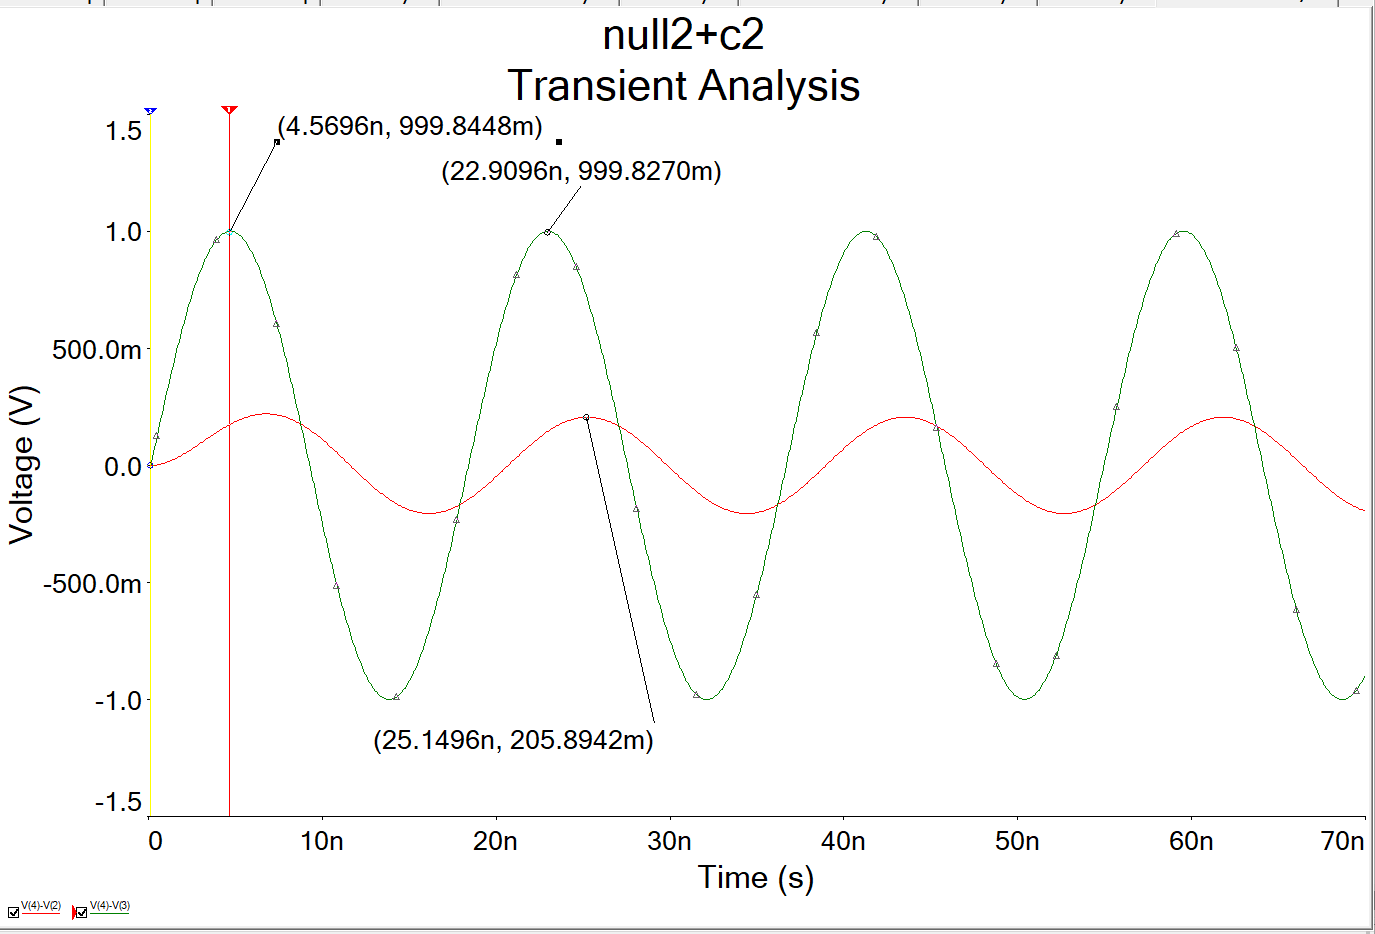 null2+c2
Transient Analysis
(4.5696n, 999.8448m)
(22.9096n, 999.8270m)
1.5
1.0
500.0m
0.0
-500.0m
-1.0
-1.5
Voltage (V)
(25.1496n, 205.8942m)
0 10n 20n 30n 40n 50n 60n 70n
Time (s)
V(4)-V(2) V(4)-V(3)